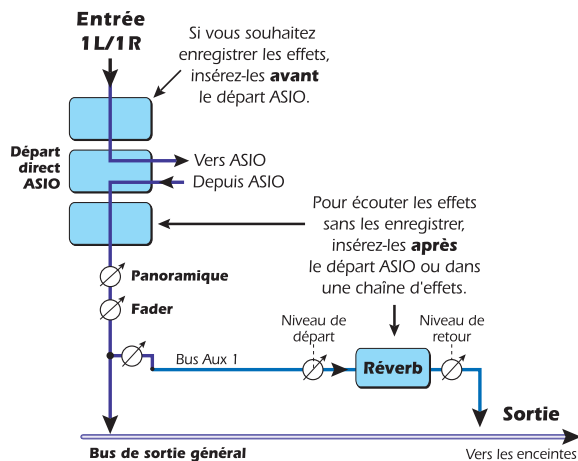 Entrée
1L/1R
Si vous souhaitez
enregistrer les effets,
insérez-les avant
le départ ASIO.
Départ
direct
ASIO
Vers ASIO
Depuis ASIO
Pour écouter les effets
sans les enregistrer,
insérez-les après
le départ ASIO ou dans
une chaîne d'effets.
Panoramique
Fader
Niveau de
départ
Niveau de
retour
Bus Aux 1
Réverb
Sortie
Bus de sortie général
Vers les enceintes